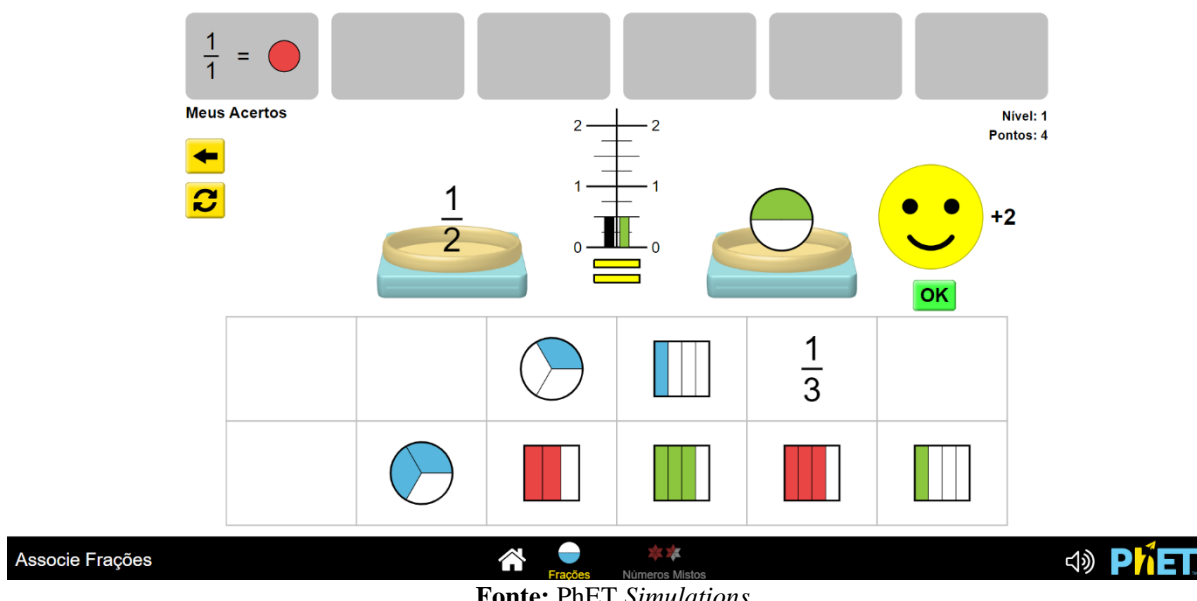 1/1 =
Meus Acertos
Nível: 1
Pontos: 4
2 2
1 1
0 0
1/2
+2
OK
1/3
Associe Frações
Frações
Números Mistos
PhET
Fonte: PhET Simulations